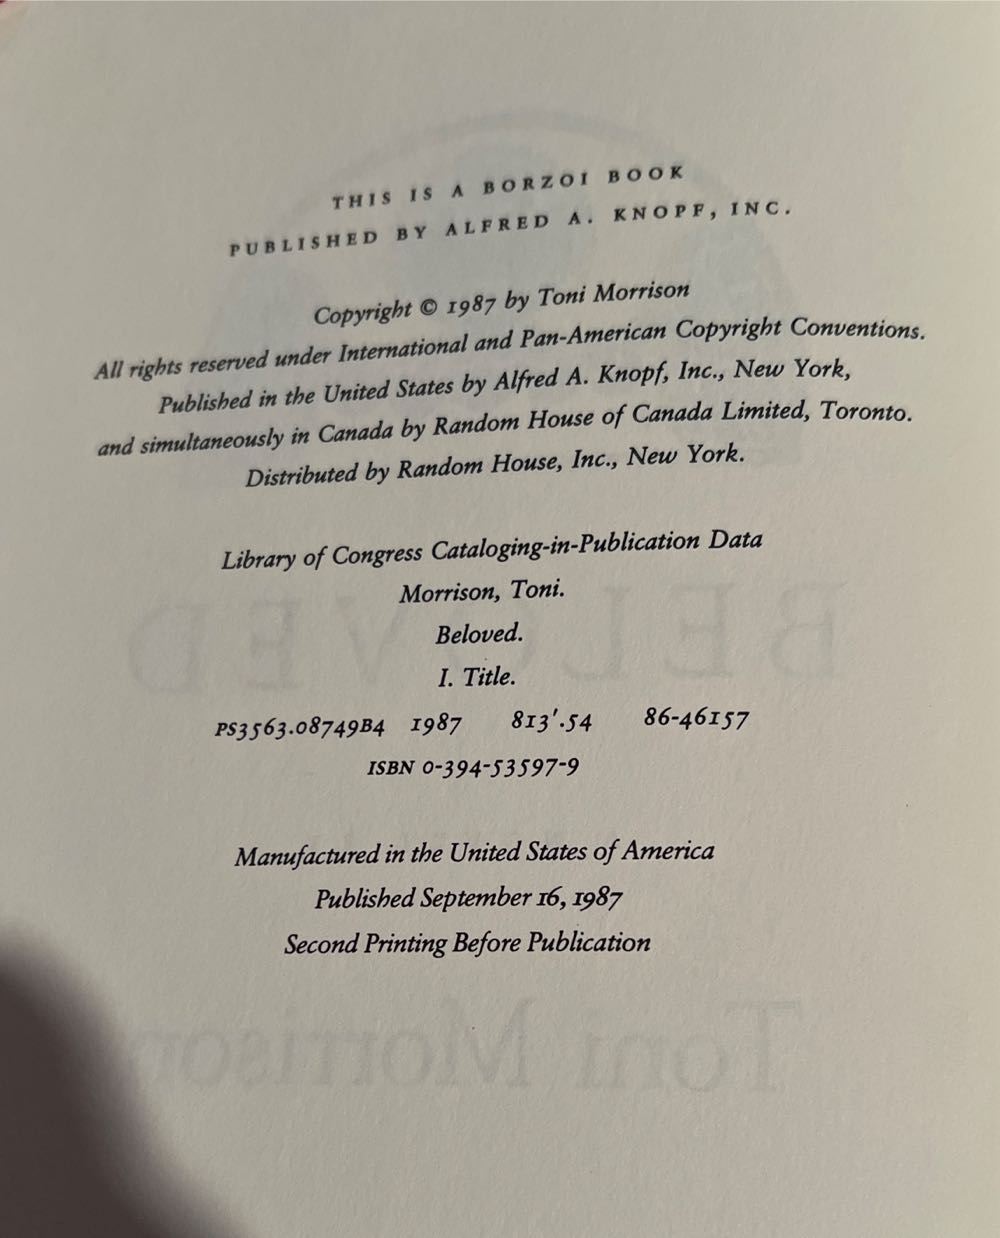 THIS IS A BORZOI BOOK
PUBLISHED BY ALFRED A. KNOPF, INC.
Copyright © 1987 by Toni Morrison
All rights reserved under International and Pan-American Copyright Conventions.
Published in the United States by Alfred A. Knopf, Inc., New York,
and simultaneously in Canada by Random House of Canada Limited, Toronto.
Distributed by Random House, Inc., New York.
Library of Congress Cataloging-in-Publication Data
Morrison, Toni.
Beloved.
I. Title.
PS3563.08749B4 1987 813'.54 86-46157
ISBN 0-394-53597-9
BELOVED
Manufactured in the United States of America
Published September 16, 1987
Second Printing Before Publication
Toni Morrison